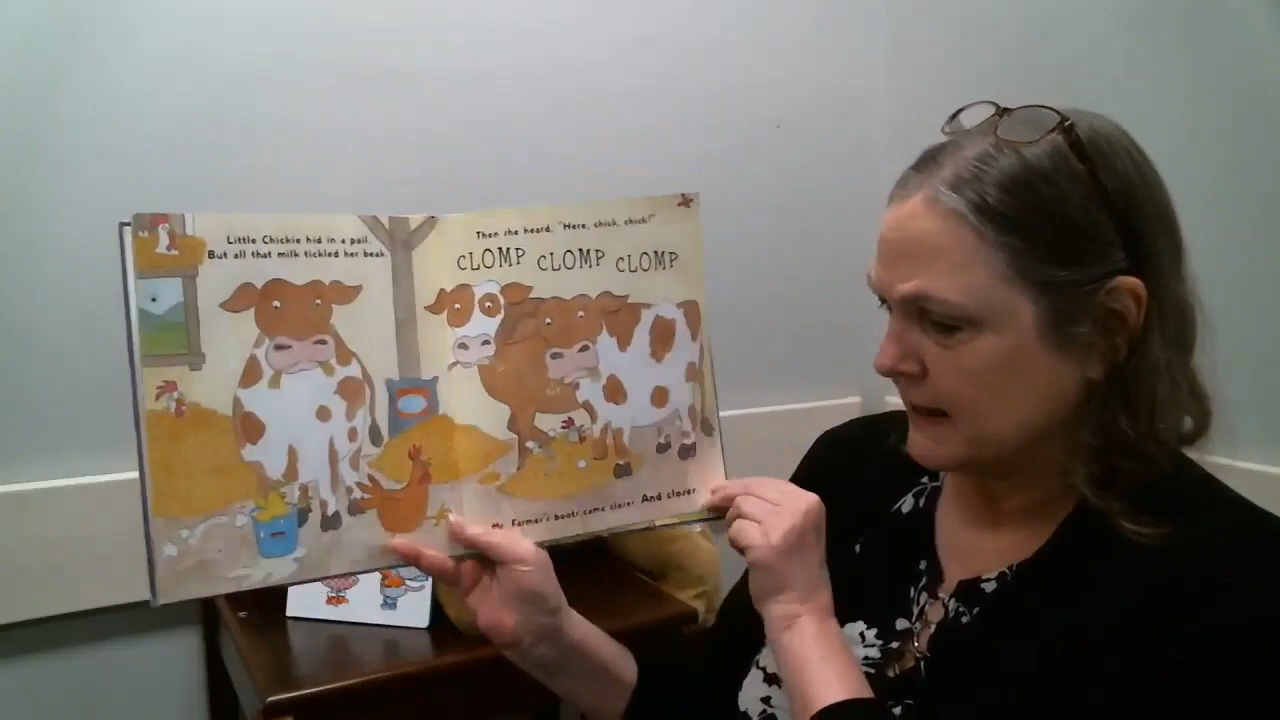 Little Chickie hid in a pail.
But all that milk tickled her beak.
Then she heard, "Here, chick, chick!"
CLOMP CLOMP CLOMP
Mr. Farmer's boots came closer. And closer